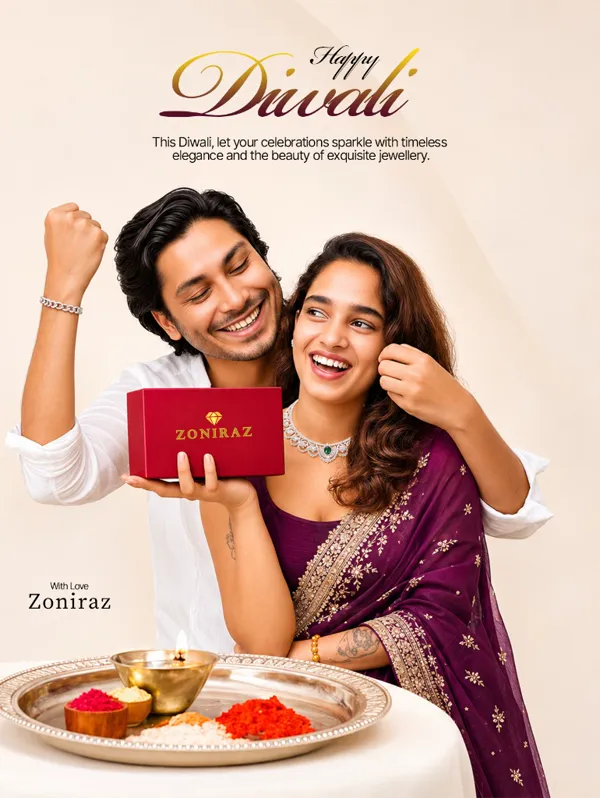 Happy
Diwali
This Diwali, let your celebrations sparkle with timeless
elegance and the beauty of exquisite jewellery.
ZONIRAZ
With Love
Zoniraz